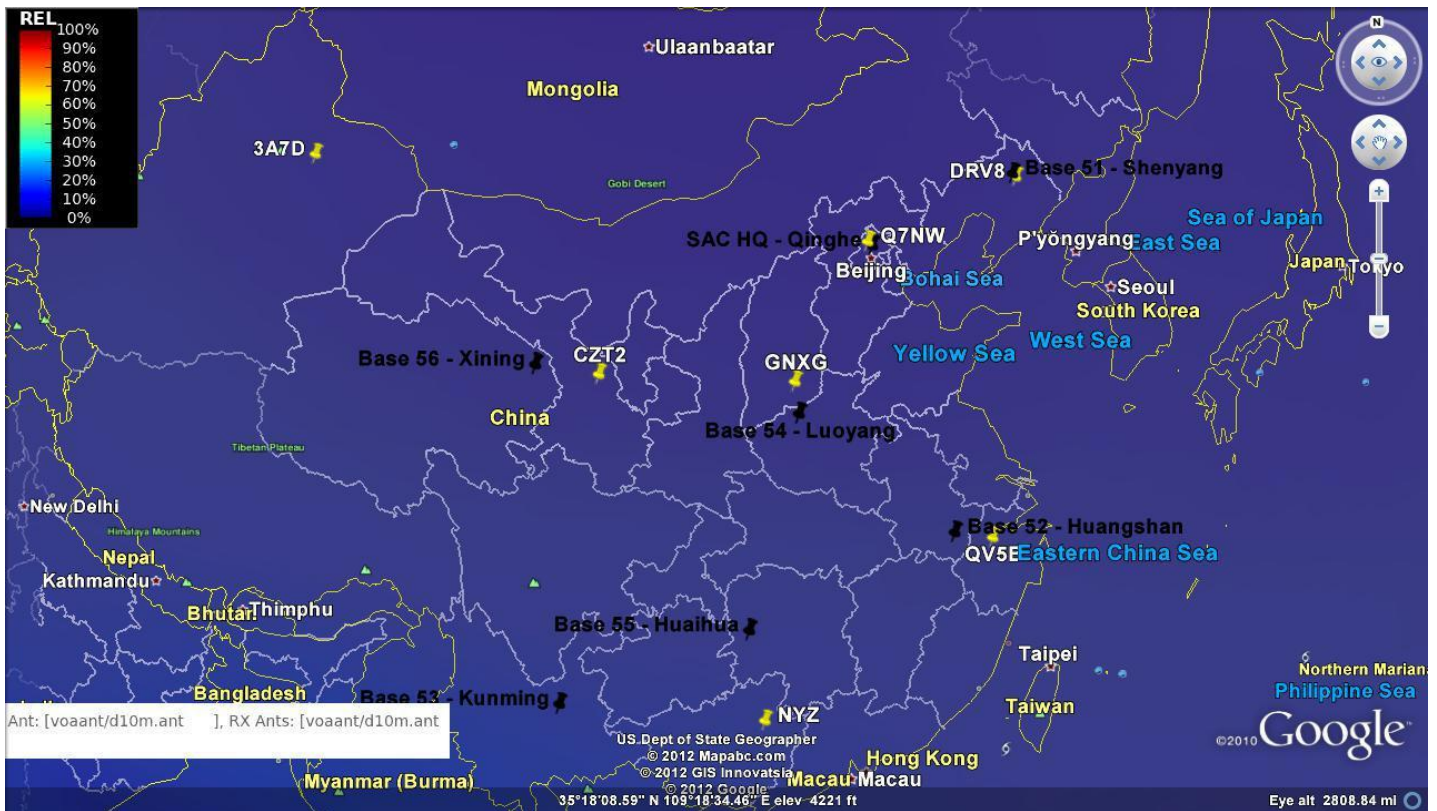 REL
100%
90%
80%
70%
60%
50%
40%
30%
20%
10%
0%
N
Ulaanbaatar
Mongolia
3A7D
Gobi Desert
DRV8
Base 51 - Shenyang
Sea of Japan
SAC HQ - Qinghe
Q7NW
P'yŏngyang
East Sea
Beijing
Bohai Sea
Japan
Tokyo
Seoul
South Korea
Base 56 - Xining
CZT2
GNXG
Yellow Sea
West Sea
China
Base 54 - Luoyang
Tibetan Plateau
New Delhi
Himalaya Mountains
Base 52 - Huangshan
Nepal
QV5E
Eastern China Sea
Kathmandu
Bhutan
Thimphu
Base 55 - Huaihua
Taipei
Northern Marian
Bangladesh
Base 53 - Kunming
Philippine Sea
Taiwan
Ant: [voaant/d10m.ant ], RX Ants: [voaant/d10m.ant
NYZ
US Dept of State Geographer
© 2012 Mapabc.com
© 2012 GIS Innovatsia
© 2012 Google
©2010 Google
Hong Kong
Myanmar (Burma)
Macau
Macau
35°18'08.59" N 109°18'34.46" E elev 4221 ft
Eye alt 2808.84 mi